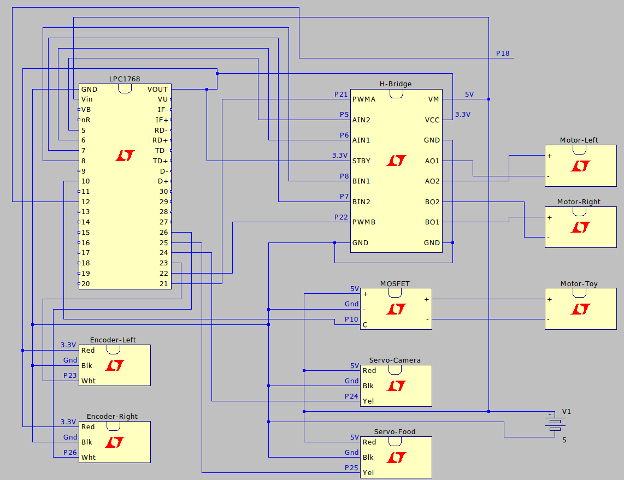 P18
LPC1768
GND VOUT
Vin VU
VB IF-
nR IF+
5 RD-
6 RD+
7 TD-
8 TD+
9 D-
10 D+
11 30
12 29
13 28
14 27
15 26
16 25
17 24
18 23
19 22
20 21
H-Bridge
P21 PWMA VM 5V
P5 AIN2 VCC 3.3V
P6 AIN1 GND
3.3V STBY AO1
P8 BIN1 AO2
P7 BIN2 BO2
P22 PWMB BO1
GND GND
Motor-Left
+
-
Motor-Right
+
-
MOSFET
5V + +
Gnd -
P10 C -
Motor-Toy
+
-
Encoder-Left
3.3V Red
Gnd Blk
P23 Wht
Servo-Camera
5V Red
Gnd Blk
P24 Yel
Encoder-Right
3.3V Red
Gnd Blk
P26 Wht
Servo-Food
5V Red
Gnd Blk
P25 Yel
V1
5